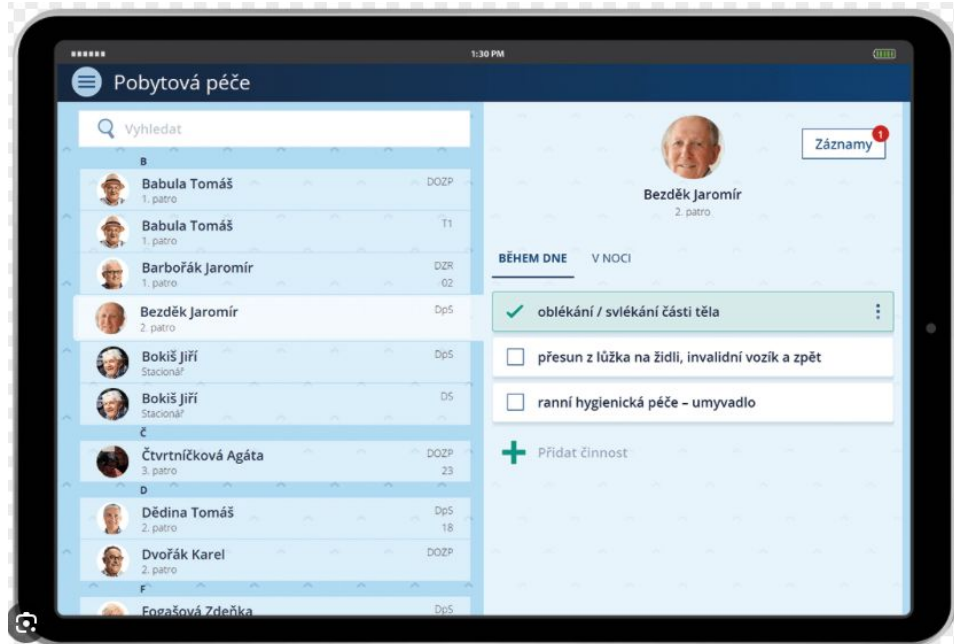 1:30 PM
Pobytová péče
Vyhledat
B
Babula Tomáš DOZP
1. patro
Babula Tomáš T1
1. patro
Barbořák Jaromír DZR
1. patro 02
Bezděk Jaromír DpS
2. patro
Bokiš Jiří DpS
Stacionář
Bokiš Jiří DS
Stacionář
Č
Čtvrtníčková Agáta DOZP
3. patro 23
D
Dědina Tomáš DpS
2. patro 18
Dvořák Karel DOZP
2. patro
F
Fogašová Zdeňka DpS
Záznamy 1
Bezděk Jaromír
2. patro
BĚHEM DNE V NOCI
oblékání / svlékání části těla
přesun z lůžka na židli, invalidní vozík a zpět
ranní hygienická péče – umyvadlo
Přidat činnost